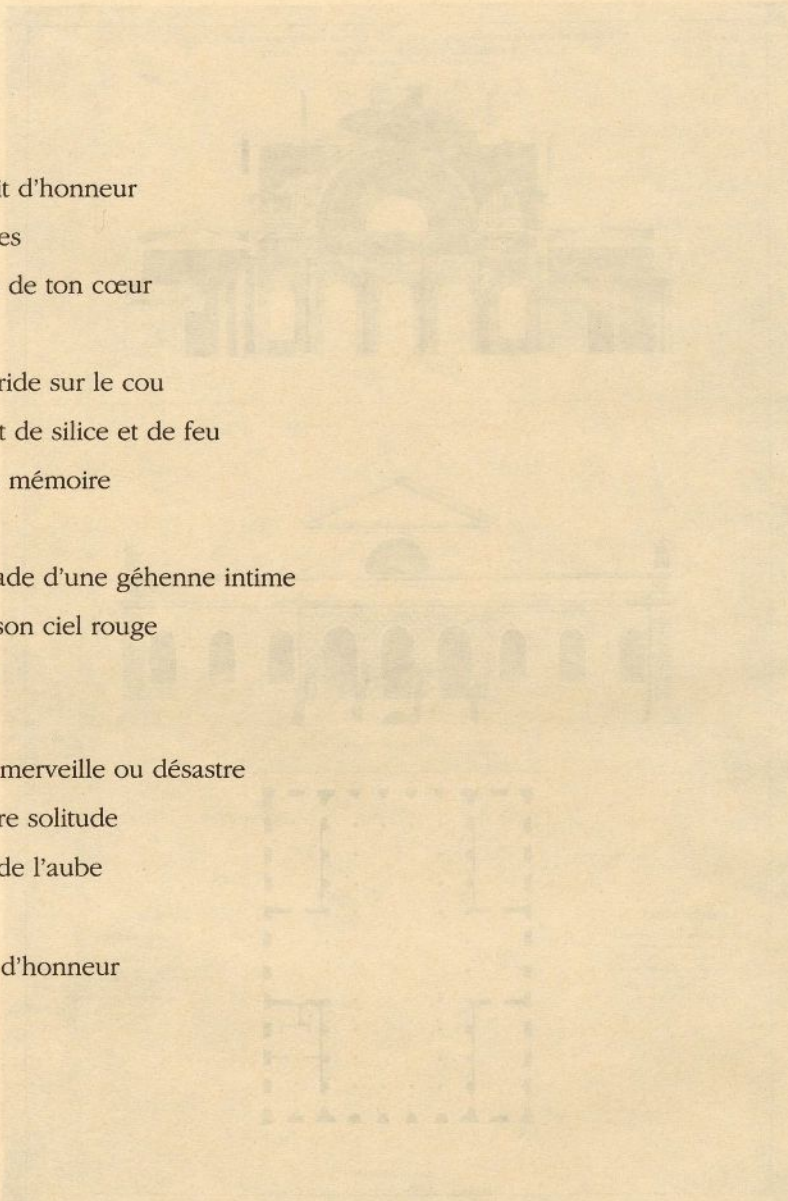 it d'honneur
es
de ton cœur
ride sur le cou
t de silice et de feu
mémoire
ade d'une géhenne intime
son ciel rouge
merveille ou désastre
re solitude
de l'aube
d'honneur